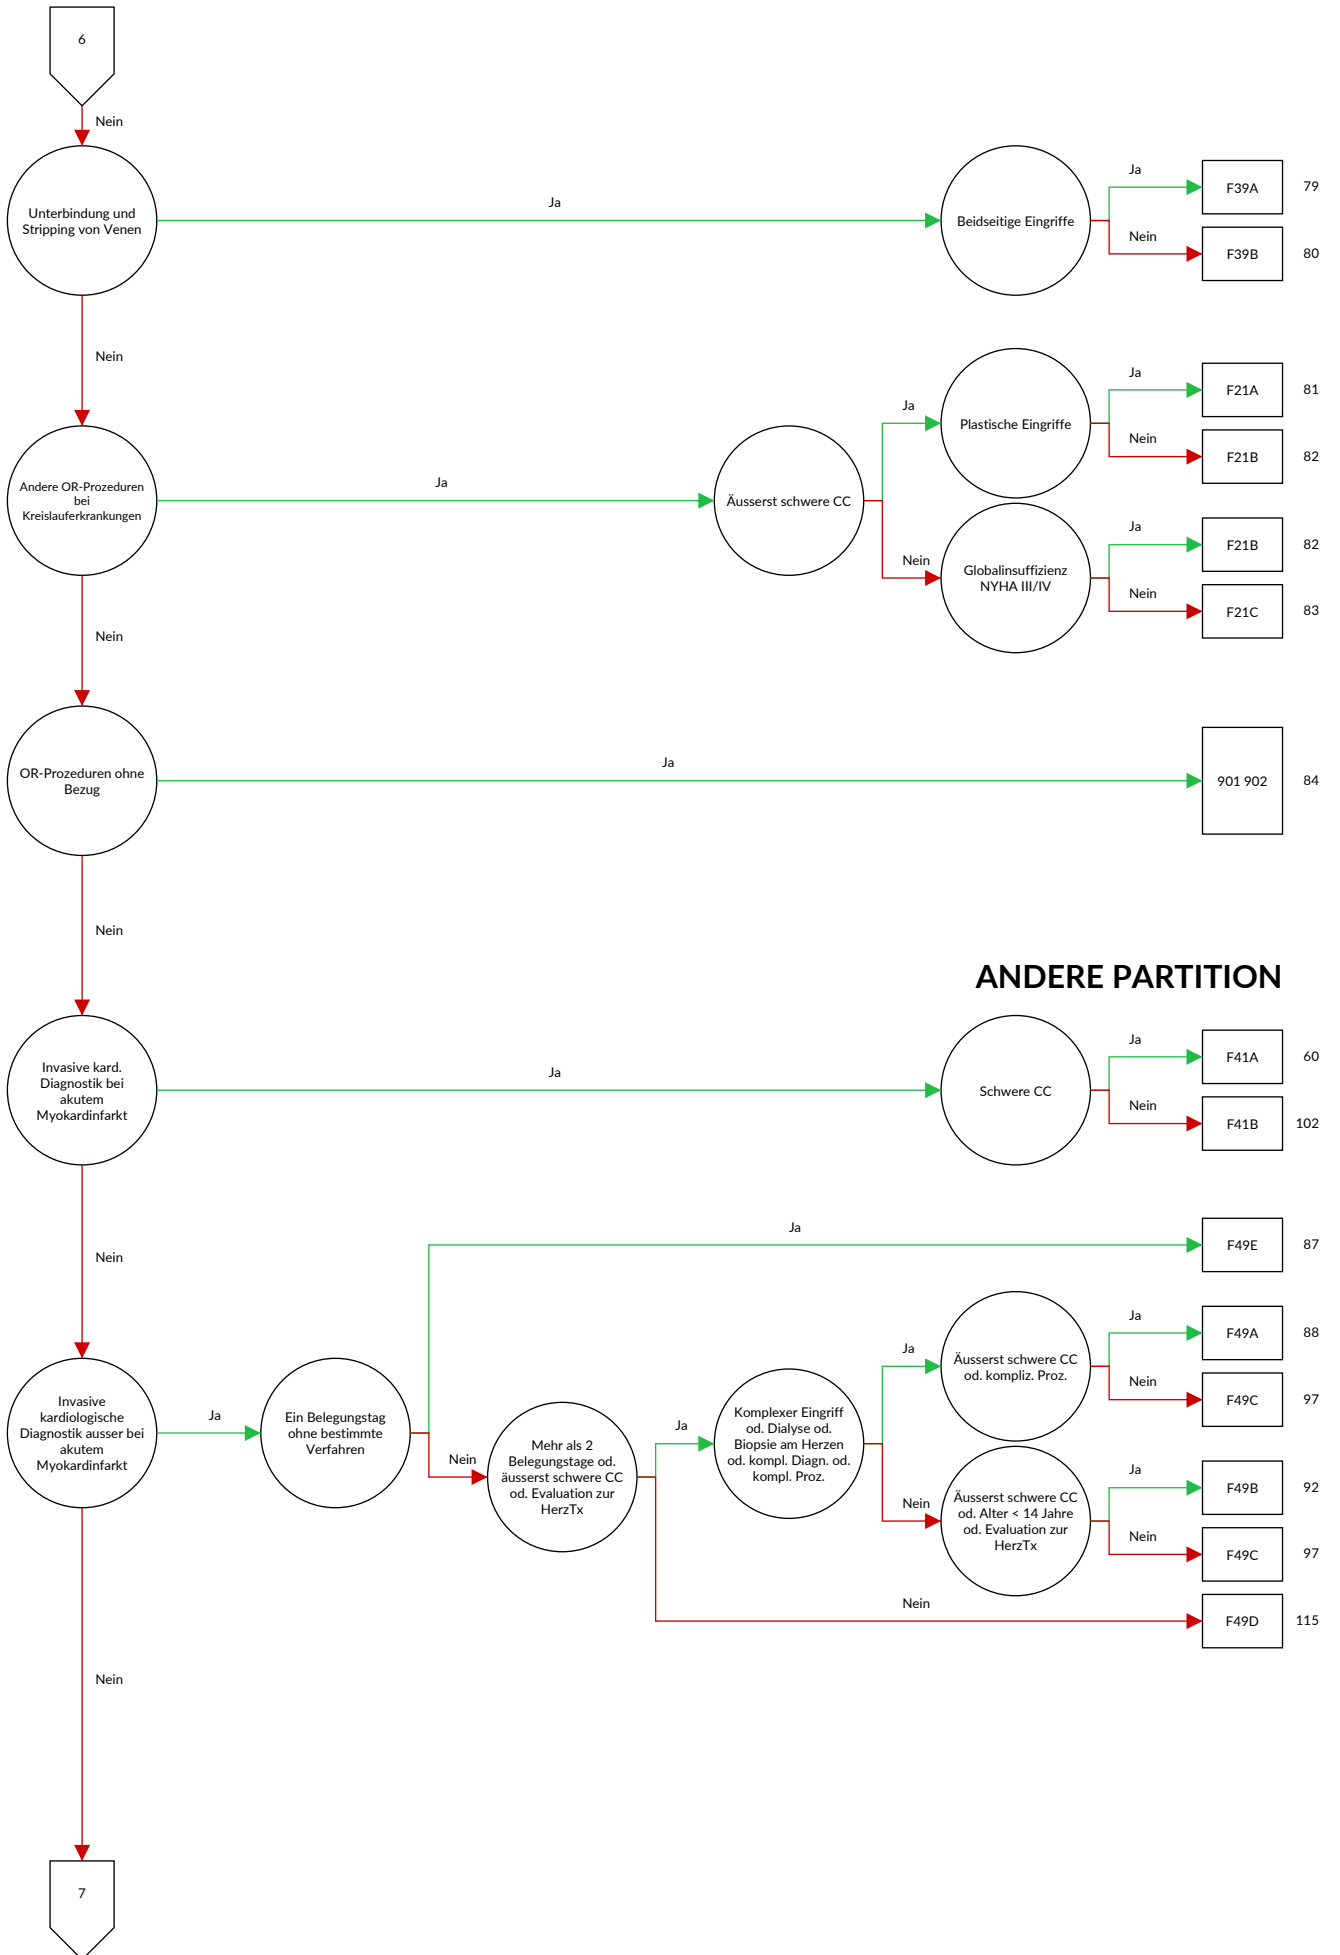 6
Nein
Unterbindung und
Stripping von Venen
Ja
Beidseitige Eingriffe
Ja
F39A
79
Nein
F39B
80
Nein
Andere OR-Prozeduren
bei
Kreislauferkrankungen
Ja
Äusserst schwere CC
Ja
Plastische Eingriffe
Ja
F21A
81
Nein
F21B
82
Nein
Globalinsuffizienz
NYHA III/IV
Ja
F21B
82
Nein
F21C
83
Nein
OR-Prozeduren ohne
Bezug
Ja
901 902
84
Nein
ANDERE PARTITION
Invasive kard.
Diagnostik bei
akutem
Myokardinfarkt
Ja
Schwere CC
Ja
F41A
60
Nein
F41B
102
Nein
Invasive
kardiologische
Diagnostik ausser bei
akutem
Myokardinfarkt
Ja
Ein Belegungstag
ohne bestimmte
Verfahren
Ja
F49E
87
Nein
Mehr als 2
Belegungstage od.
äusserst schwere CC
od. Evaluation zur
HerzTx
Ja
Komplexer Eingriff
od. Dialyse od.
Biopsie am Herzen
od. kompl. Diagn. od.
kompl. Proz.
Ja
Äusserst schwere CC
od. kompliz. Proz.
Ja
F49A
88
Nein
F49C
97
Nein
Äusserst schwere CC
od. Alter < 14 Jahre
od. Evaluation zur
HerzTx
Ja
F49B
92
Nein
F49C
97
Nein
F49D
115
Nein
7